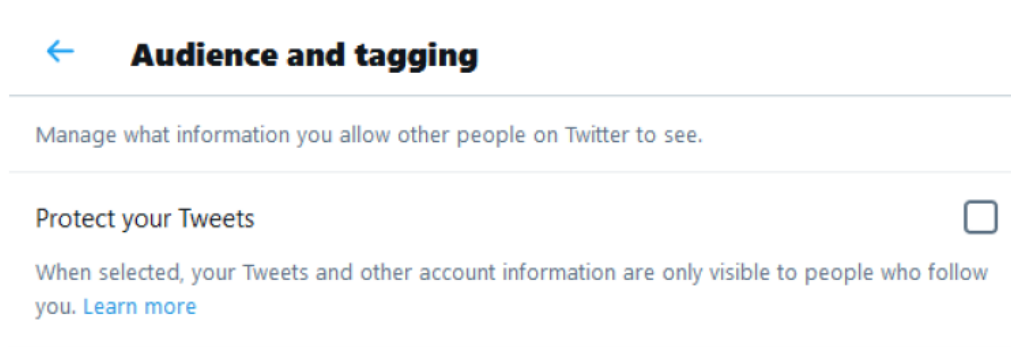 Audience and tagging
Manage what information you allow other people on Twitter to see.
Protect your Tweets
When selected, your Tweets and other account information are only visible to people who follow
you. Learn more